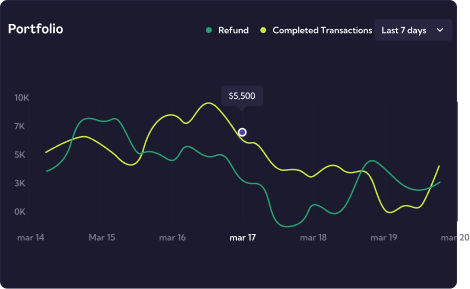 Portfolio
Refund
Completed Transactions
Last 7 days
10K
$5,500
7K
5K
3K
0K
mar 14
Mar 15
mar 16
mar 17
mar 18
mar 19
mar 20